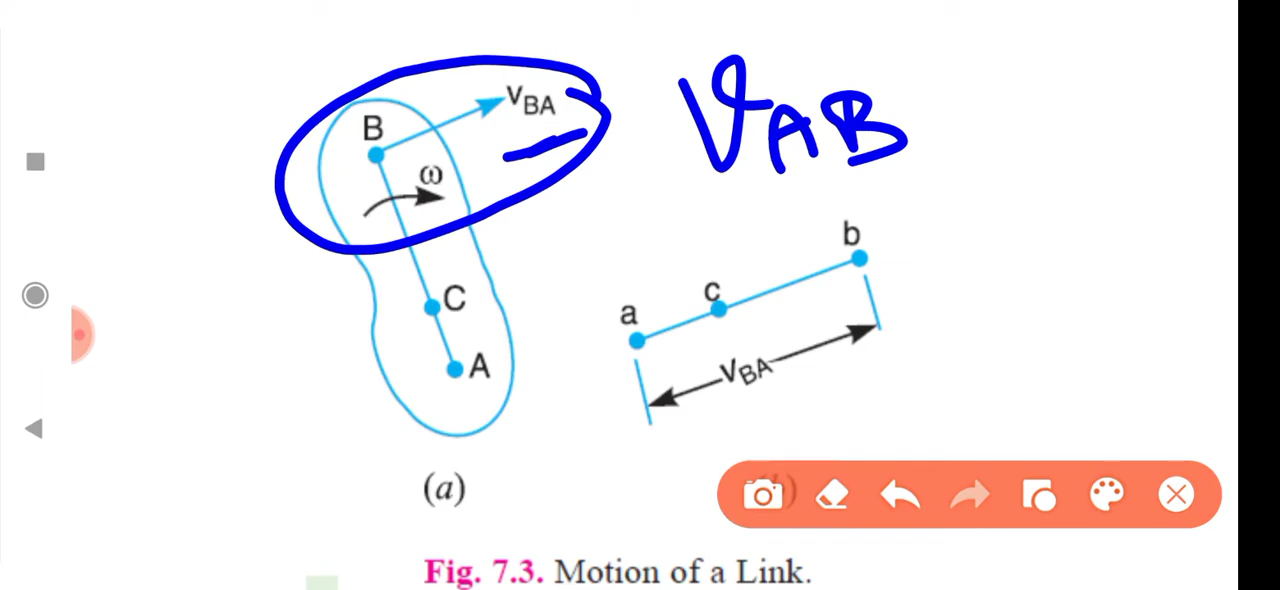 B
vBA
VAB
ω
C
A
a
c
b
vBA
(a)
Fig. 7.3. Motion of a Link.